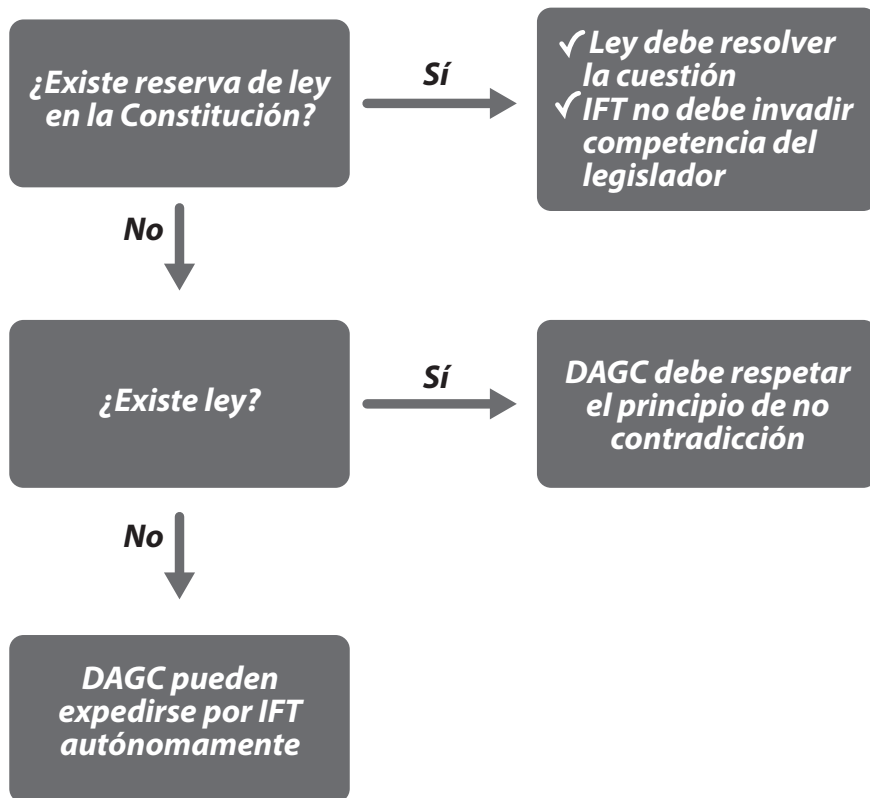 ¿Existe reserva de ley
en la Constitución?
Sí
✓ Ley debe resolver
la cuestión
✓ IFT no debe invadir
competencia del
legislador
No
¿Existe ley?
Sí
DAGC debe respetar
el principio de no
contradicción
No
DAGC pueden
expedirse por IFT
autónomamente